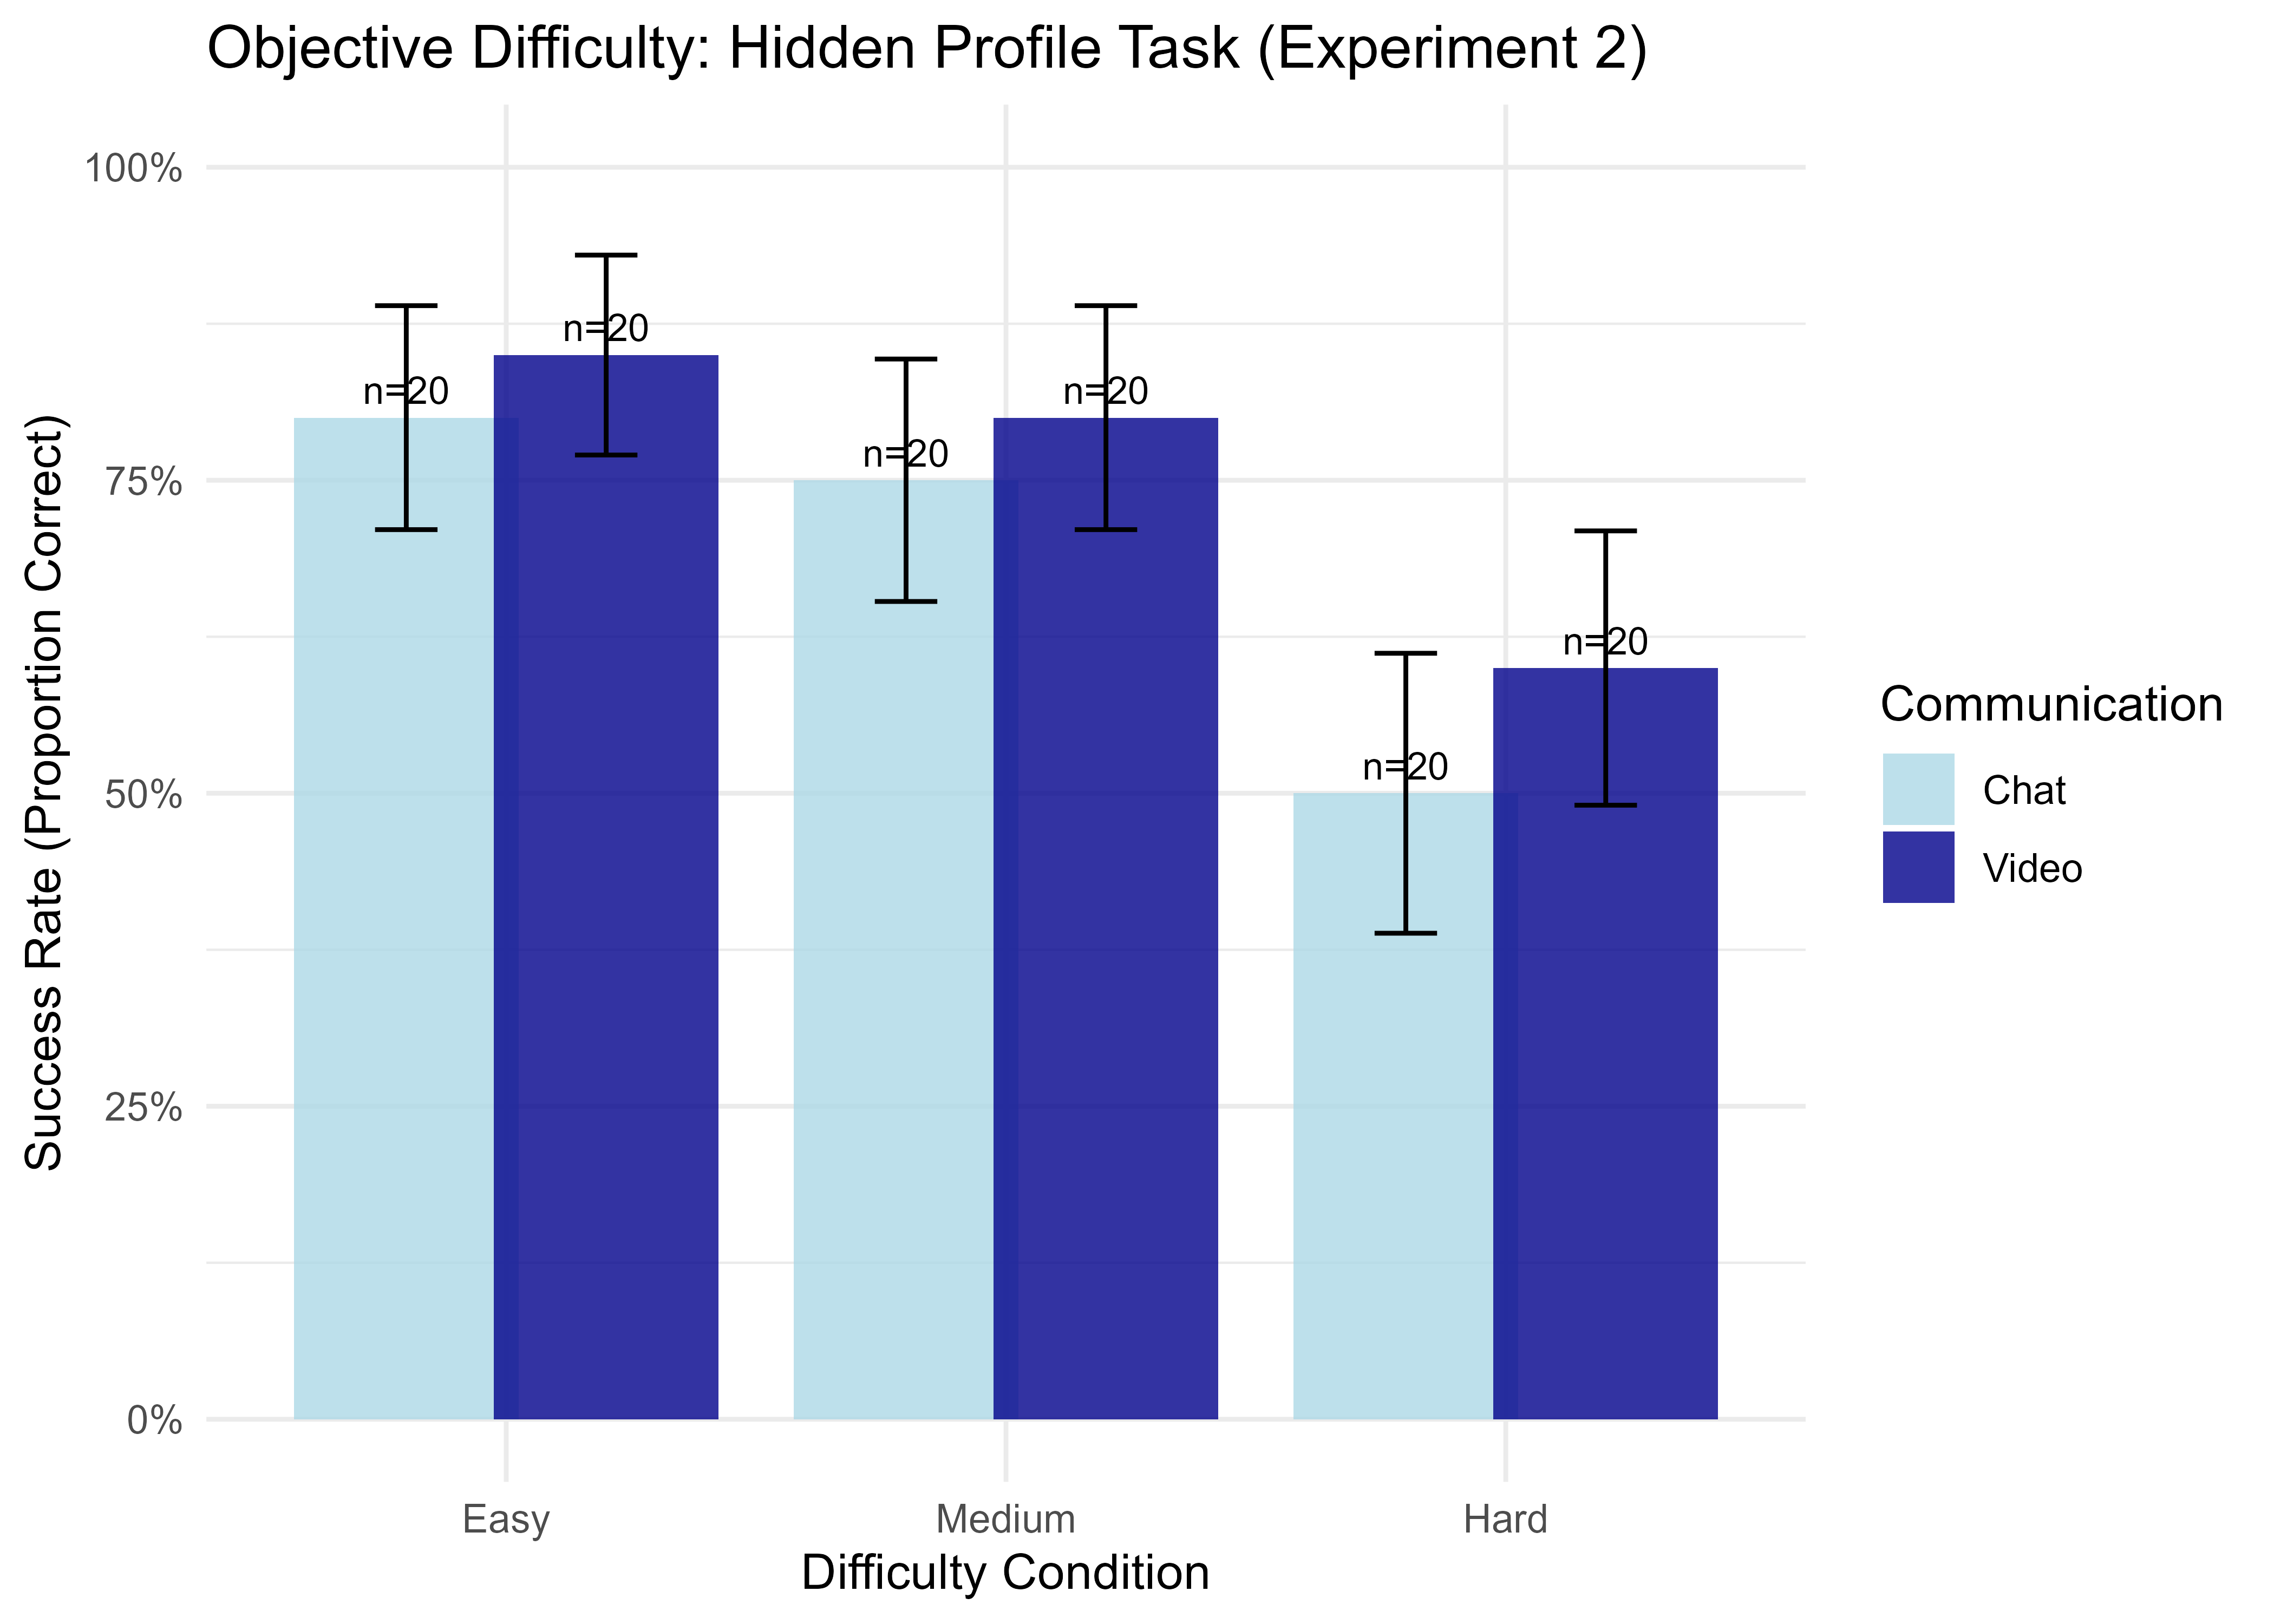 Objective Difficulty: Hidden Profile Task (Experiment 2)
Success Rate (Proportion Correct)
100%
75%
50%
25%
0%
n=20
n=20
n=20
n=20
n=20
n=20
Easy
Medium
Hard
Difficulty Condition
Communication
Chat
Video